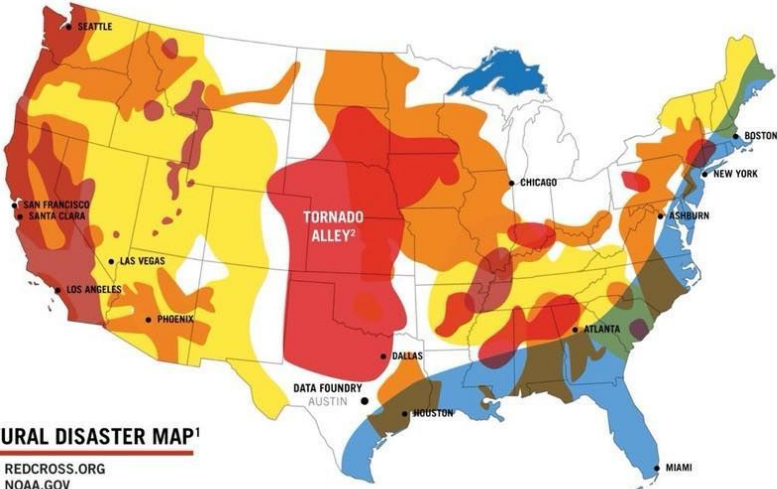 SEATTLE
BOSTON
NEW YORK
CHICAGO
SAN FRANCISCO
SANTA CLARA
TORNADO
ALLEY²
ASHBURN
LAS VEGAS
LOS ANGELES
PHOENIX
ATLANTA
DALLAS
DATA FOUNDRY
AUSTIN
HOUSTON
URAL DISASTER MAP¹
REDCROSS.ORG
NOAA.GOV
MIAMI